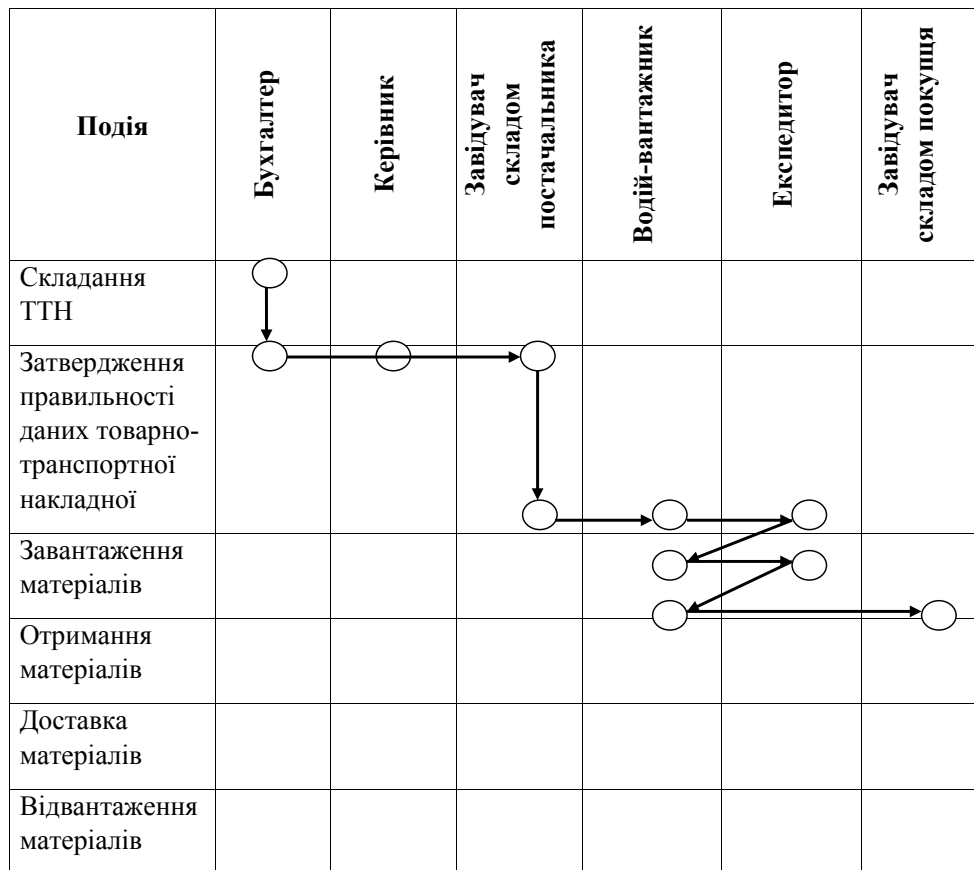 Подія
Бухгалтер
Керівник
Завідувач
складом
постачальника
Водій-вантажник
Експедитор
Завідувач
складом покупця
Складання
ТТН
Затвердження
правильності
даних товарно-
транспортної
накладної
Завантаження
матеріалів
Отримання
матеріалів
Доставка
матеріалів
Відвантаження
матеріалів